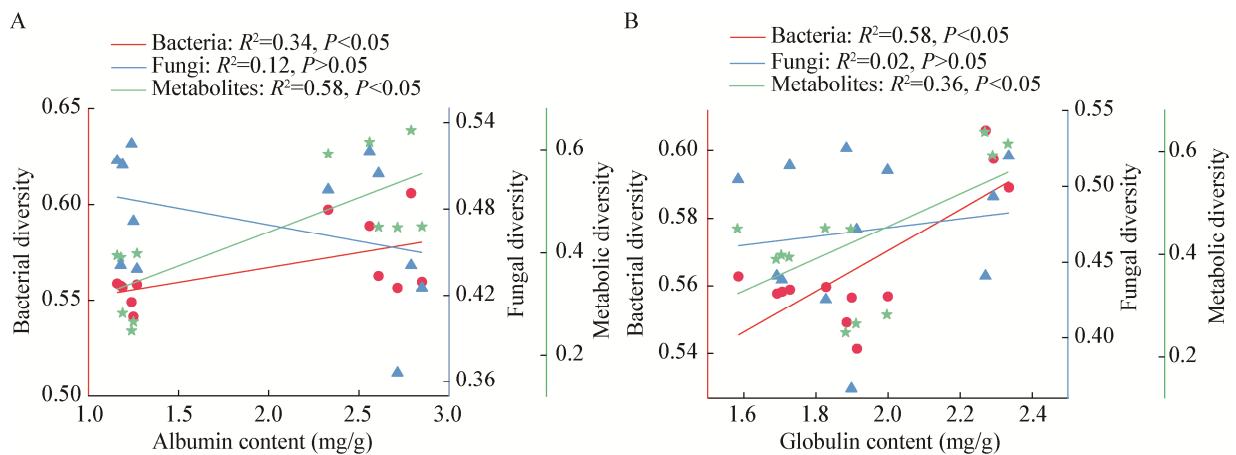 A
Bacteria: R²=0.34, P<0.05
Fungi: R²=0.12, P>0.05
Metabolites: R²=0.58, P<0.05
0.65
0.60
0.55
0.50
Bacterial diversity
1.0
1.5
2.0
2.5
3.0
Albumin content (mg/g)
0.54
0.48
0.42
0.36
Fungal diversity
0.6
0.4
0.2
Metabolic diversity
B
Bacteria: R²=0.58, P<0.05
Fungi: R²=0.02, P>0.05
Metabolites: R²=0.36, P<0.05
0.60
0.58
0.56
0.54
Bacterial diversity
1.6
1.8
2.0
2.2
2.4
Globulin content (mg/g)
0.55
0.50
0.45
0.40
Fungal diversity
0.6
0.4
0.2
Metabolic diversity